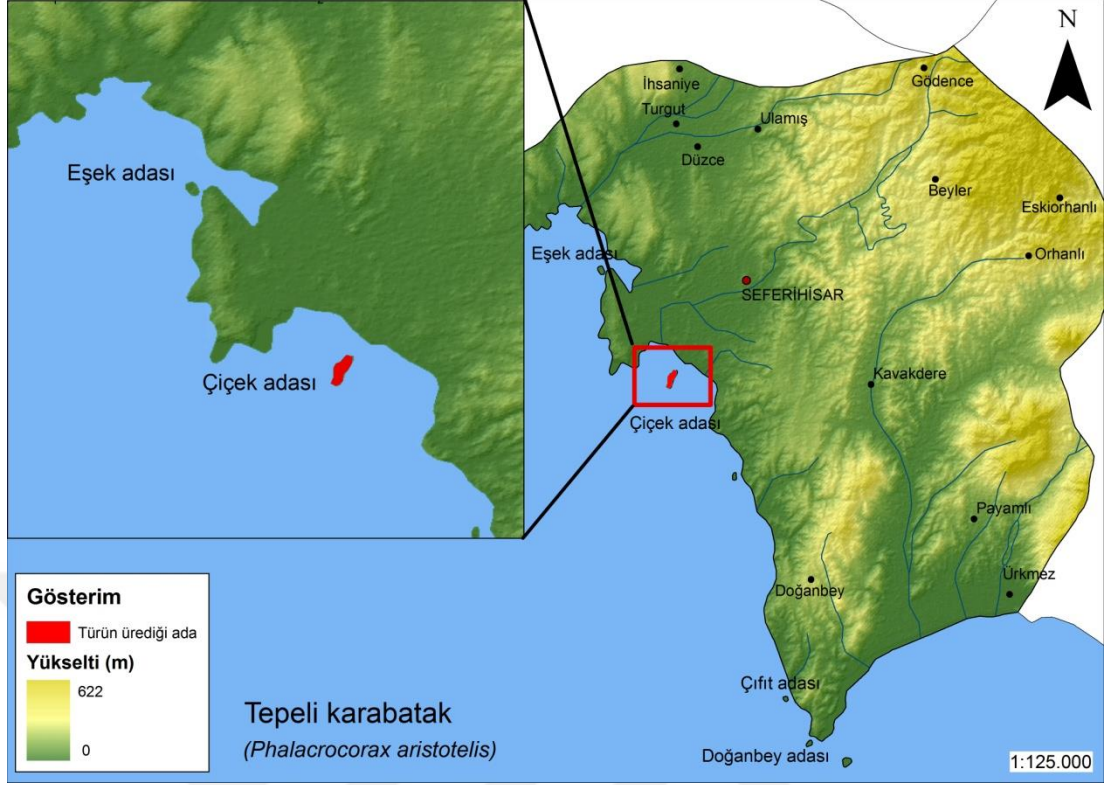 Eşek adası
Çiçek adası
N
İhsaniye
Gödence
Turgut
Ulamış
Düzce
Beyler
Eskiorhanlı
Eşek adası
Orhanlı
SEFERİHİSAR
Kavakdere
Çiçek adası
Payamlı
Ürkmez
Doğanbey
Çıfıt adası
Doğanbey adası
Gösterim
Türün ürediği ada
Yükselti (m)
622
0
Tepeli karabatak
(Phalacrocorax aristotelis)
1:125.000